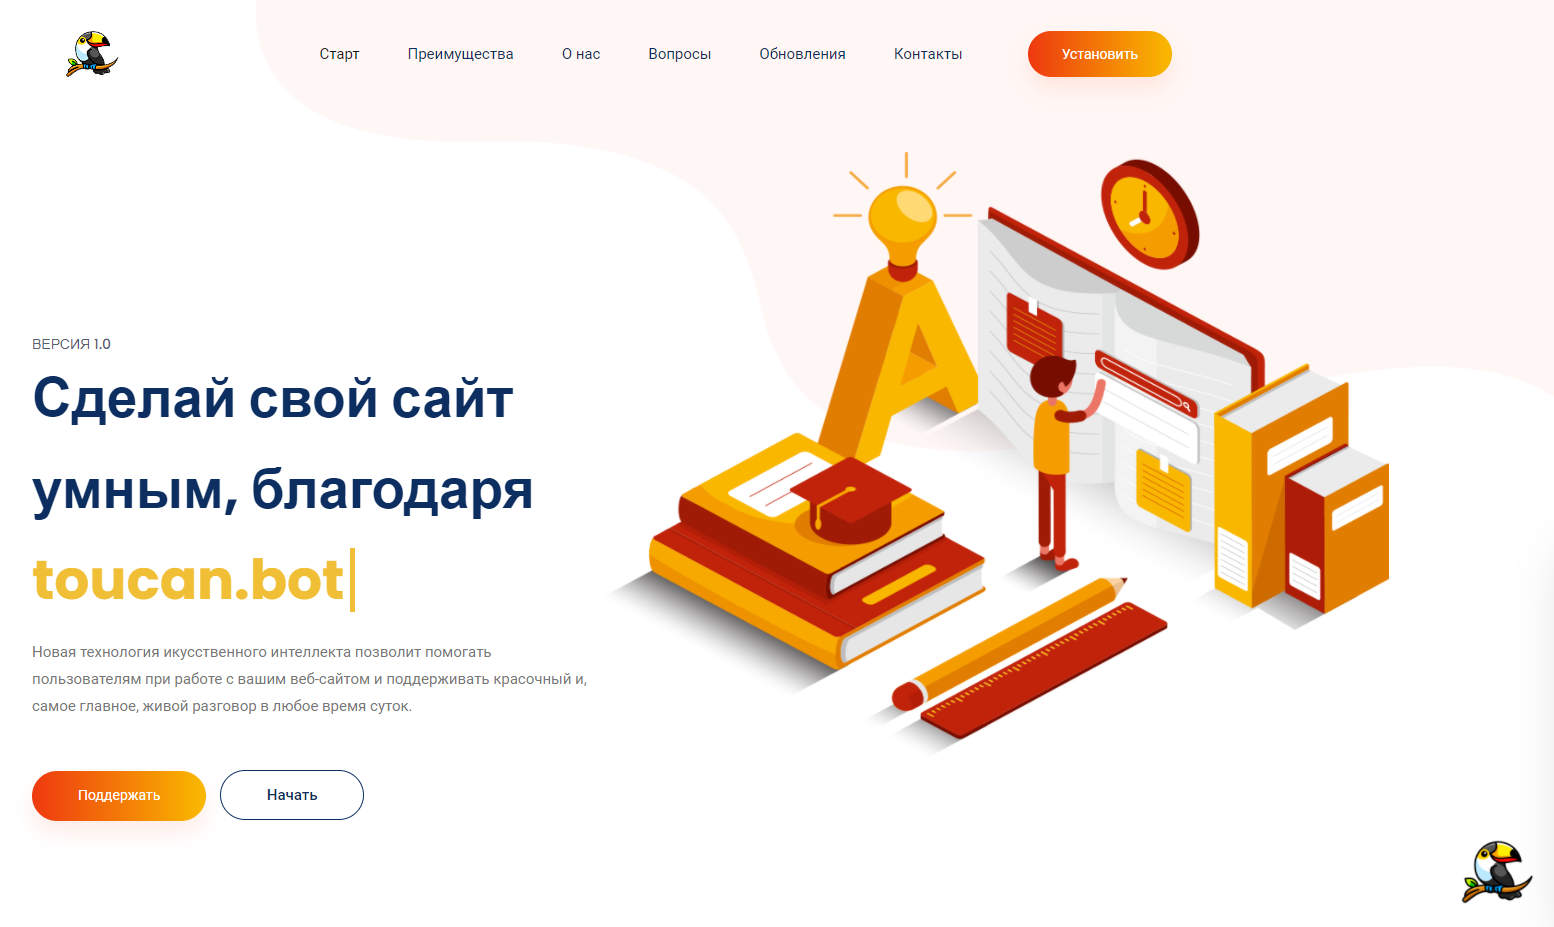 Старт
Преимущества
О нас
Вопросы
Обновления
Контакты
Установить
ВЕРСИЯ 1.0
Сделай свой сайт
умным, благодаря
toucan.bot
Новая технология икусственного интеллекта позволит помогать
пользователям при работе с вашим веб-сайтом и поддерживать красочный и,
самое главное, живой разговор в любое время суток.
Поддержать
Начать